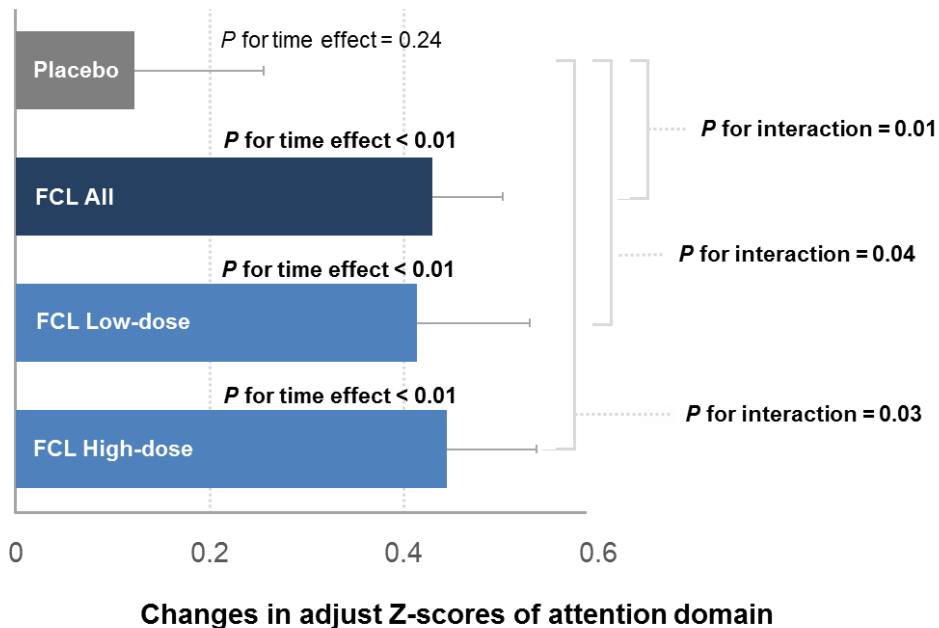 P for time effect = 0.24
Placebo
P for interaction = 0.01
P for time effect < 0.01
FCL All
P for interaction = 0.04
P for time effect < 0.01
FCL Low-dose
P for time effect < 0.01
P for interaction = 0.03
FCL High-dose
0 0.2 0.4 0.6
Changes in adjust Z-scores of attention domain